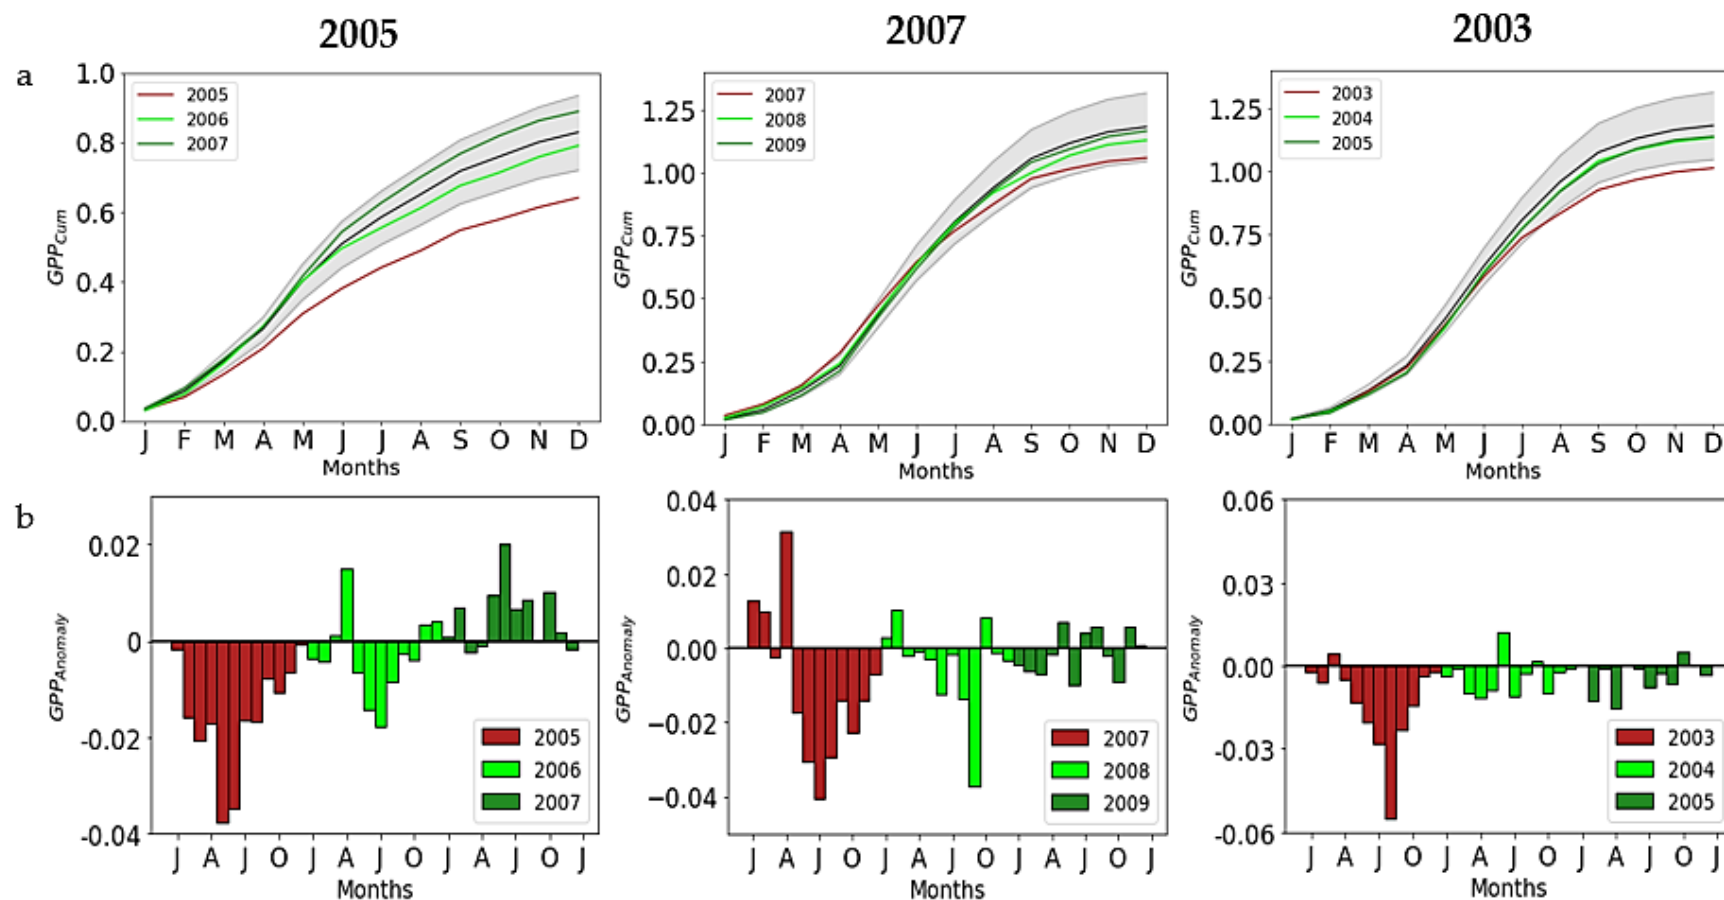 2005 2007 2003
a
1.0
0.8
0.6
0.4
0.2
0.0
GPPCum
2005
2006
2007
J F M A M J J A S O N D
Months
1.25
1.00
0.75
0.50
0.25
0.00
GPPCum
2007
2008
2009
J F M A M J J A S O N D
Months
1.25
1.00
0.75
0.50
0.25
0.00
GPPCum
2003
2004
2005
J F M A M J J A S O N D
Months
b
0.02
0
-0.02
-0.04
GPPAnomaly
2005
2006
2007
J A J O J A J O J A J O J
Months
0.04
0.02
0.00
−0.02
−0.04
GPPAnomaly
2007
2008
2009
J A J O J A J O J A J O J
Months
0.06
0.03
0.00
-0.03
-0.06
GPPAnomaly
2003
2004
2005
J A J O J A J O J A J O J
Months